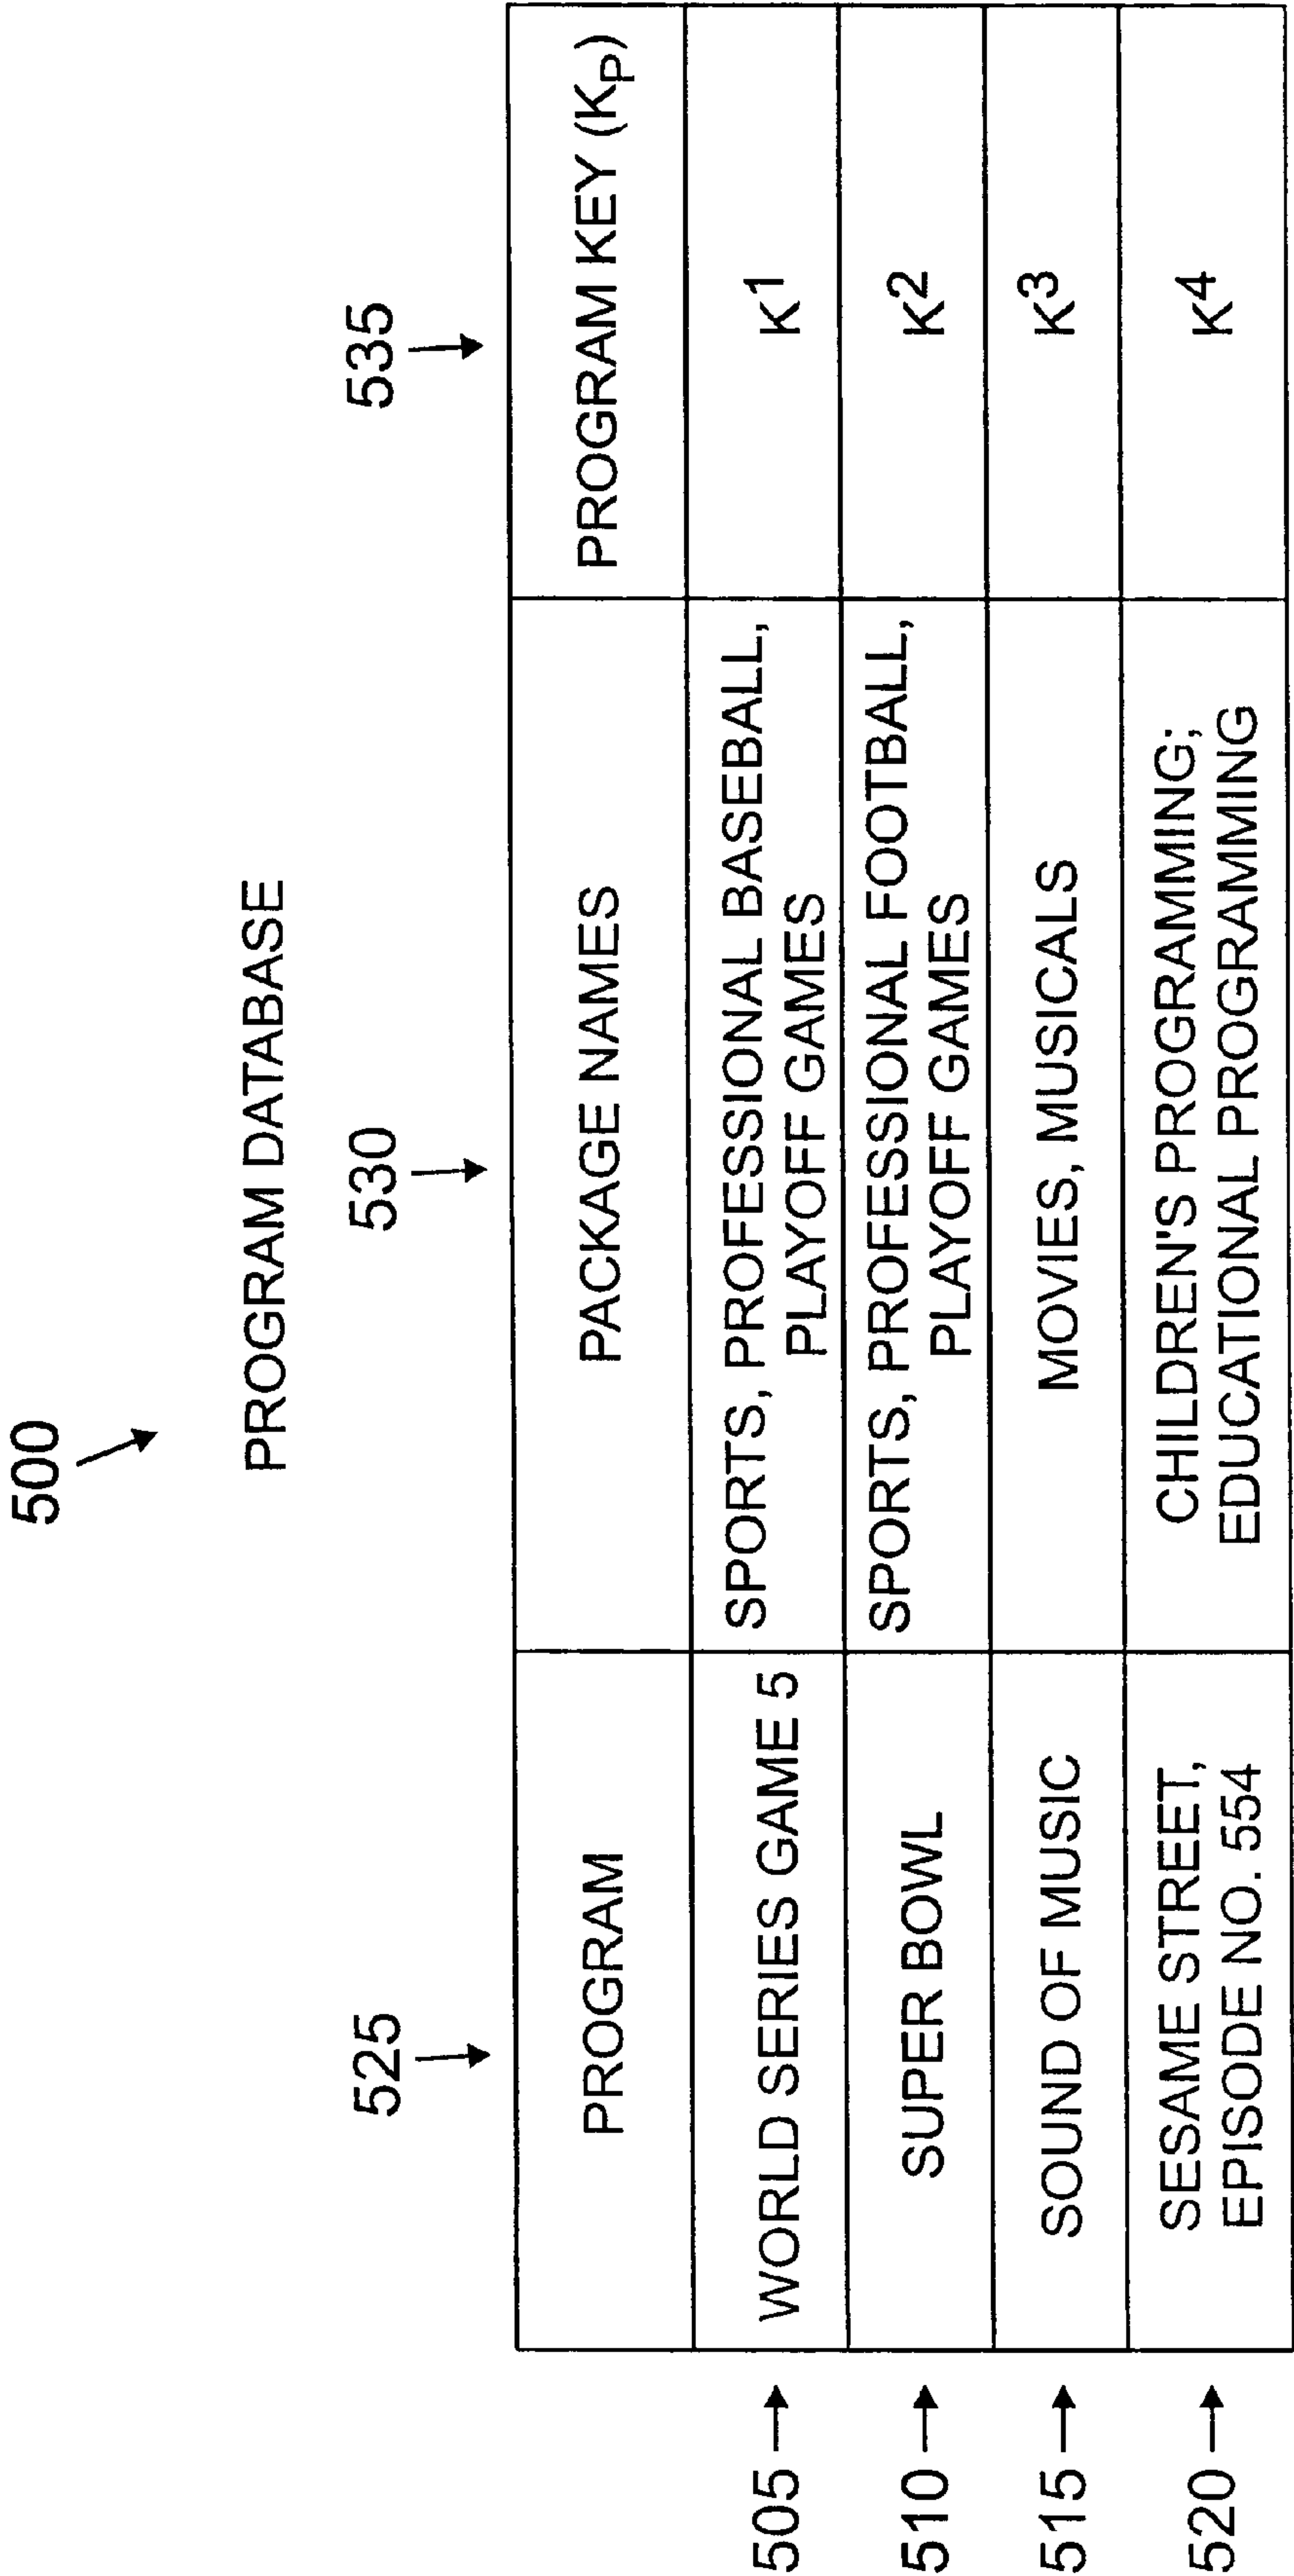 500
PROGRAM DATABASE
525 530 535
PROGRAM PACKAGE NAMES PROGRAM KEY (KP)
505 WORLD SERIES GAME 5 SPORTS, PROFESSIONAL BASEBALL, PLAYOFF GAMES K1
510 SUPER BOWL SPORTS, PROFESSIONAL FOOTBALL, PLAYOFF GAMES K2
515 SOUND OF MUSIC MOVIES, MUSICALS K3
520 SESAME STREET, EPISODE NO. 554 CHILDREN'S PROGRAMMING; EDUCATIONAL PROGRAMMING K4